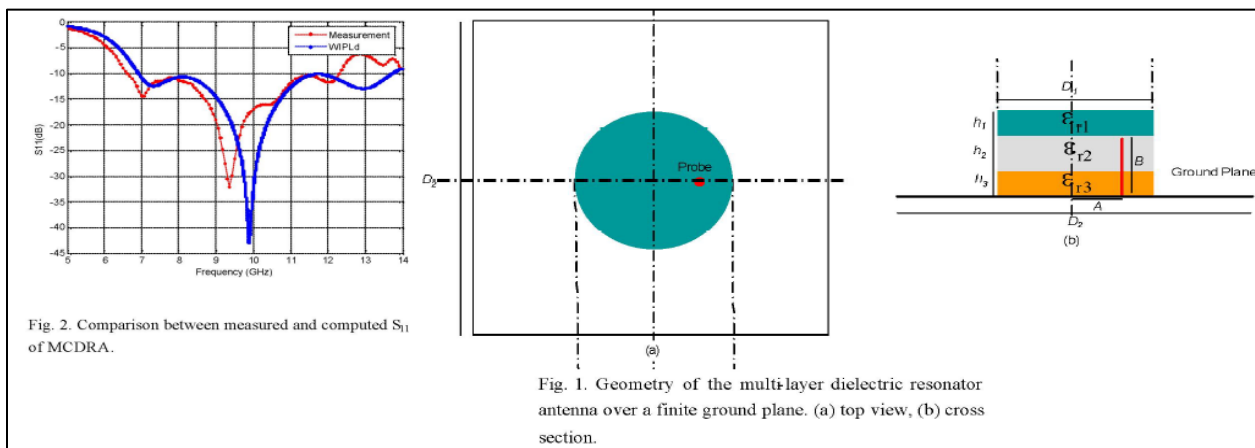 0
-5
-10
-15
-20
-25
-30
-35
-40
-45
S11(dB)
Measurement
WIPLd
5 6 7 8 9 10 11 12 13 14
Frequency (GHz)
Fig. 2. Comparison between measured and computed S11
of MCDRA.
D2
Probe
(a)
D1
h1
εr1
h2
εr2
B
h3
εr3
Ground Plane
A
D2
(b)
Fig. 1. Geometry of the multi-layer dielectric resonator
antenna over a finite ground plane. (a) top view, (b) cross
section.